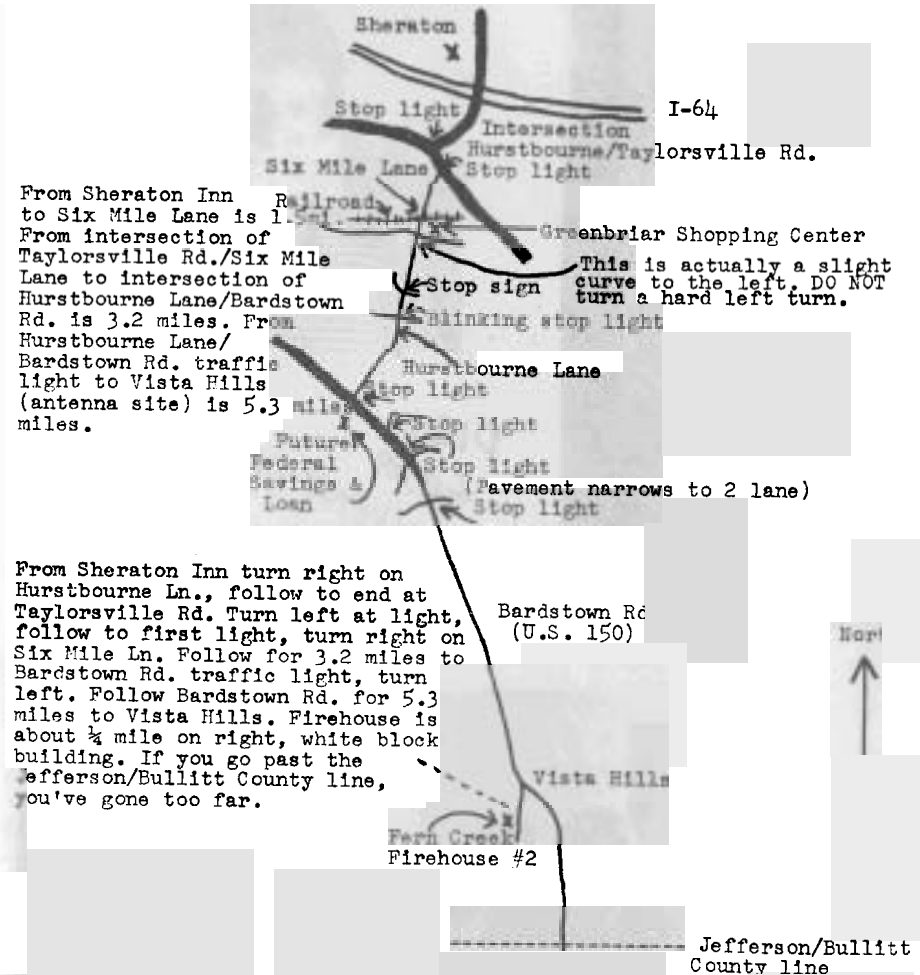 Sheraton
Stop light
I-64
Intersection
Hurstbourne/Taylorsville Rd.
Six Mile Lane
Stop light
From Sheraton Inn
to Six Mile Lane is 1.5mi.
Railroad
From intersection of
Taylorsville Rd./Six Mile
Lane to intersection of
Hurstbourne Lane/Bardstown
Rd. is 3.2 miles. From
Hurstbourne Lane/
Bardstown Rd. traffic
light to Vista Hills
(antenna site) is 5.3 miles
miles.
Greenbriar Shopping Center
This is actually a slight
curve to the left. DO NOT
turn a hard left turn.
Stop sign
Blinking stop light
Hurstbourne Lane
Stop light
Stop light
Future
Federal
Savings &
Loan
Stop light
(Pavement narrows to 2 lane)
Stop light
From Sheraton Inn turn right on
Hurstbourne Ln., follow to end at
Taylorsville Rd. Turn left at light,
follow to first light, turn right on
Six Mile Ln. Follow for 3.2 miles to
Bardstown Rd. traffic light, turn
left. Follow Bardstown Rd. for 5.3
miles to Vista Hills. Firehouse is
about ¼ mile on right, white block
building. If you go past the
Jefferson/Bullitt County line,
you've gone too far.
Bardstown Rd
(U.S. 150)
Nort
Vista Hills
Fern Creek
Firehouse #2
Jefferson/Bullitt
County line